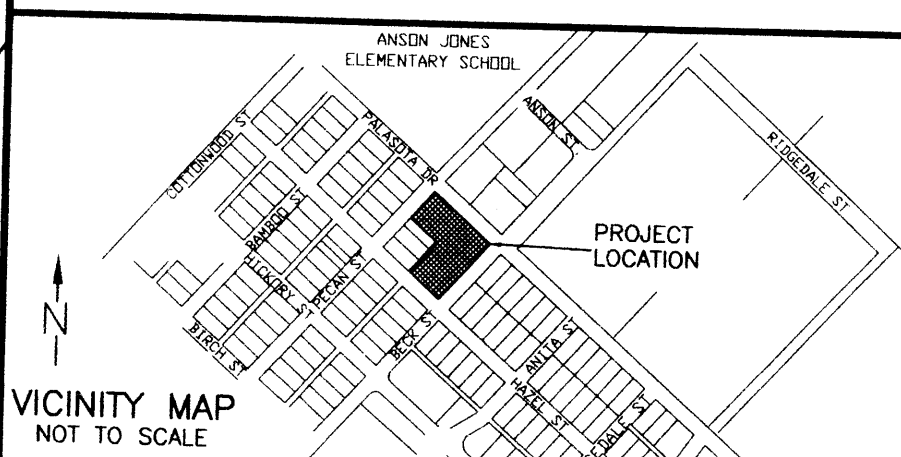 ANSON JONES
ELEMENTARY SCHOOL
COTTONWOOD ST
PALASOTA DR
ANSON ST
RIDGEDALE ST
BAMBOO ST
HICKORY S
PECAN ST
BIRCH ST
BECK ST
ANITA ST
HAZEL ST
GEDALE ST
PROJECT
LOCATION
N
VICINITY MAP
NOT TO SCALE